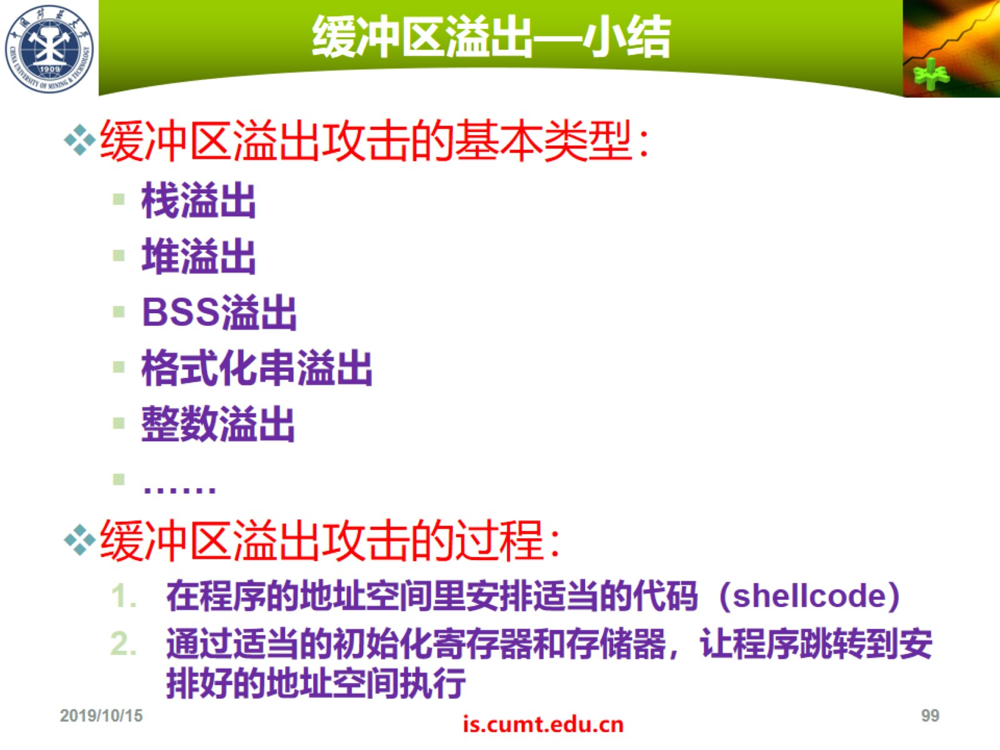 缓冲区溢出—小结
中国矿业大学
CHINA UNIVERSITY OF MINING & TECHNOLOGY
1909
缓冲区溢出攻击的基本类型：
栈溢出
堆溢出
BSS溢出
格式化串溢出
整数溢出
……
缓冲区溢出攻击的过程：
1. 在程序的地址空间里安排适当的代码（shellcode）
2. 通过适当的初始化寄存器和存储器，让程序跳转到安
排好的地址空间执行
2019/10/15
is.cumt.edu.cn
99